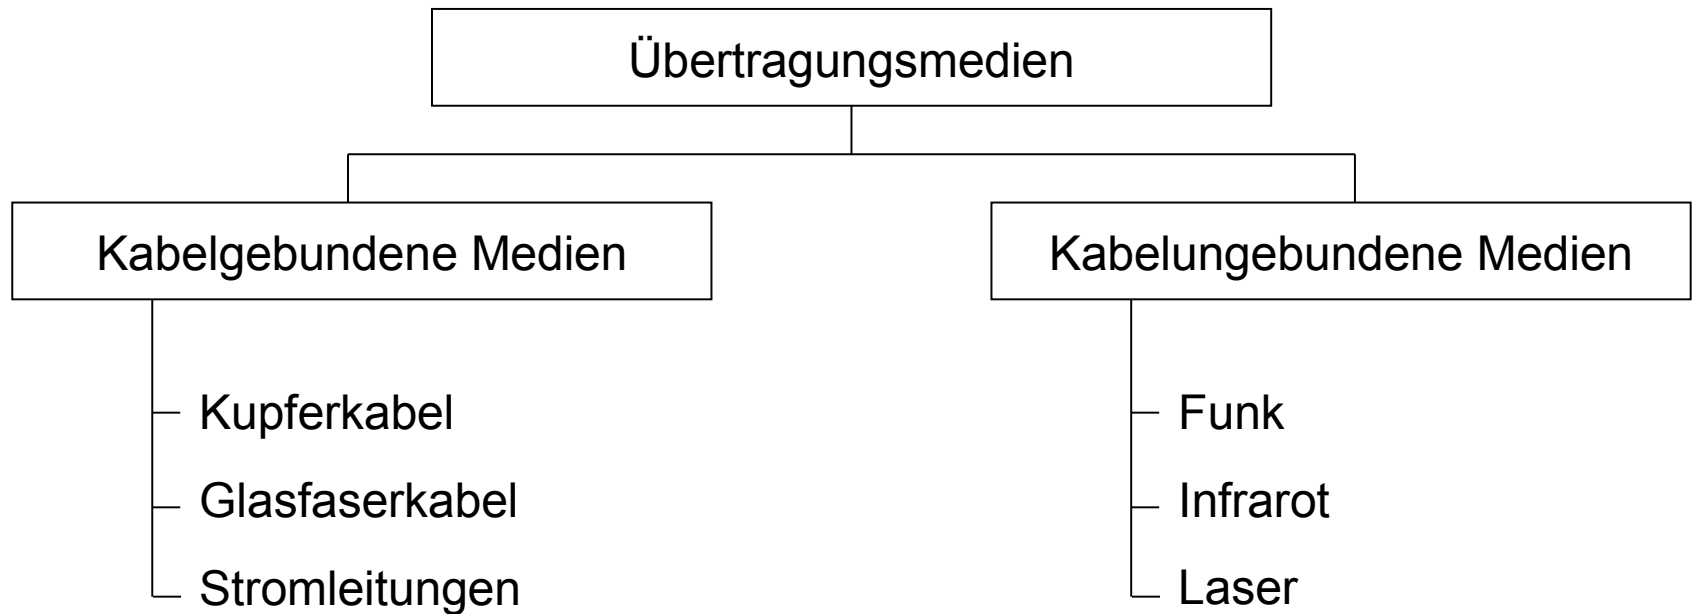 Übertragungsmedien
Kabelgebundene Medien
Kupferkabel
Glasfaserkabel
Stromleitungen
Kabelungebundene Medien
Funk
Infrarot
Laser